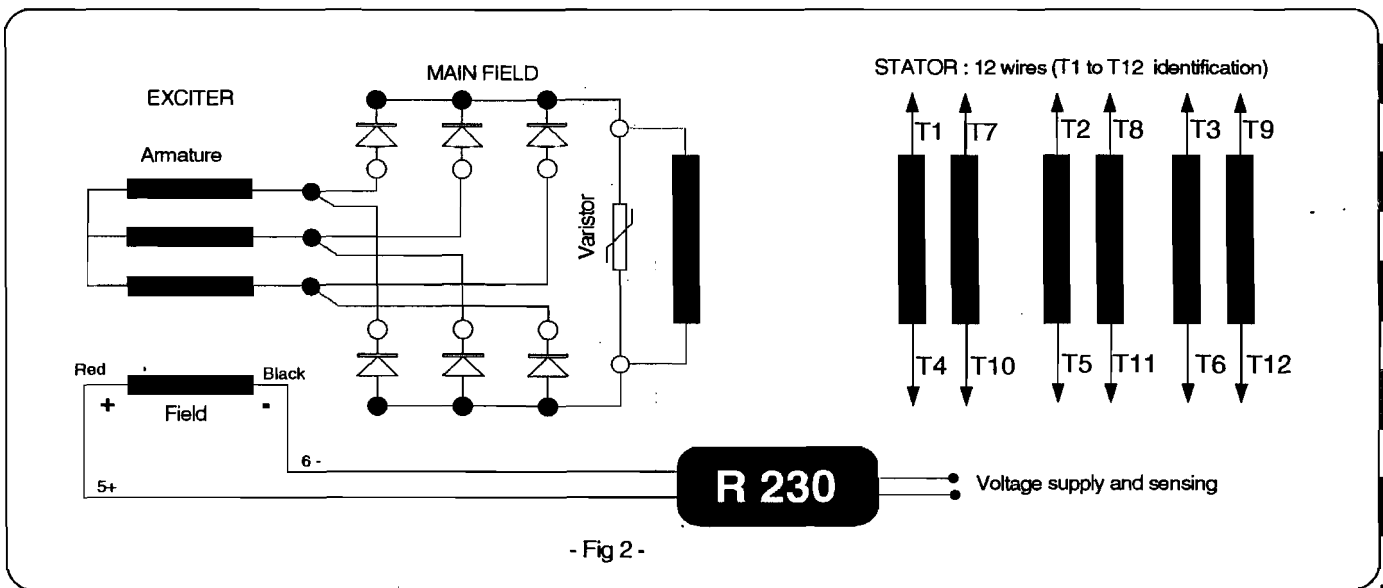 MAIN FIELD
STATOR : 12 wires (T1 to T12 identification)
EXCITER
T1 T7 T2 T8 T3 T9
Armature
Varistor
T4 T10 T5 T11 T6 T12
Red
Black
+
Field
-
6 -
5+
R 230
Voltage supply and sensing
- Fig 2 -